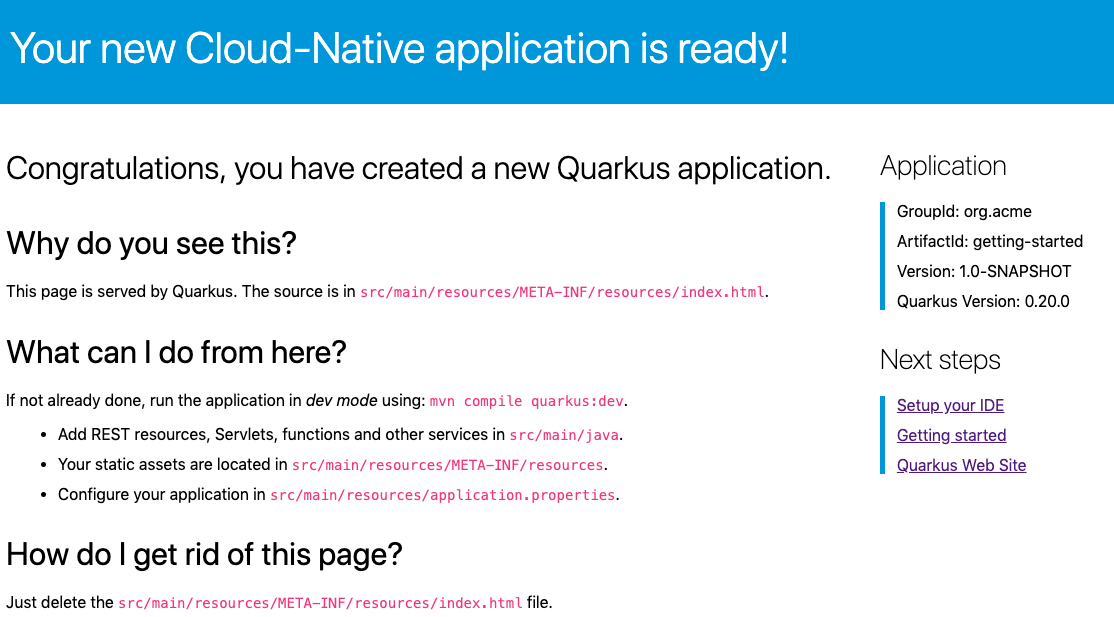 Your new Cloud-Native application is ready!
Congratulations, you have created a new Quarkus application.
Why do you see this?
This page is served by Quarkus. The source is in src/main/resources/META-INF/resources/index.html.
What can I do from here?
If not already done, run the application in dev mode using: mvn compile quarkus:dev.
• Add REST resources, Servlets, functions and other services in src/main/java.
• Your static assets are located in src/main/resources/META-INF/resources.
• Configure your application in src/main/resources/application.properties.
How do I get rid of this page?
Just delete the src/main/resources/META-INF/resources/index.html file.
Application
GroupId: org.acme
ArtifactId: getting-started
Version: 1.0-SNAPSHOT
Quarkus Version: 0.20.0
Next steps
Setup your IDE
Getting started
Quarkus Web Site